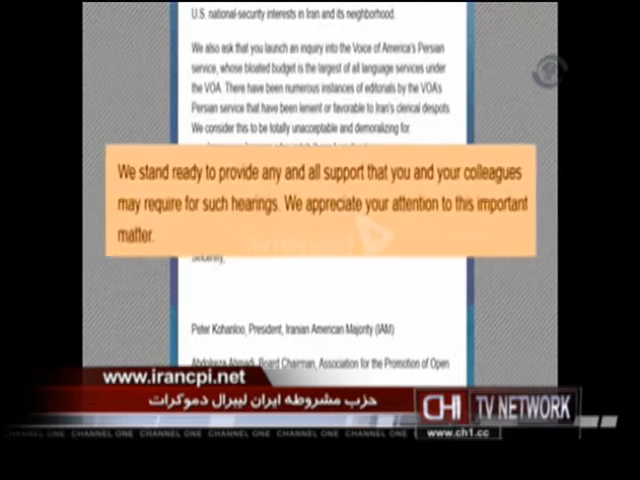 U.S. national-security interests in Iran and its neighborhood.
We also ask that you launch an inqury into the Voice of America's Persian
service, whose bloated budget is the largest of all language services under
the VOA. There have been numerous instances of editorials by the VOA's
Persian service that have been lenient or favorable to Iran's clerical despots.
We consider this to be totally unacceptable and demoralizing for
We stand ready to provide any and all support that you and your colleagues
may require for such hearings. We appreciate your attention to this important
matter.
Sincerely,
Peter Kohanloo, President, Iranian American Majority (IAM)
Board Chairman, Association for the Promotion of Open
www.irancpi.net
حزب مشروطه ایران لیبرال دموکرات
CH1 TV NETWORK
www.ch1.cc
CHANNEL ONE CHANNEL ONE CHANNEL ONE CHANNEL ONE CHANNEL ONE CHANNEL ONE